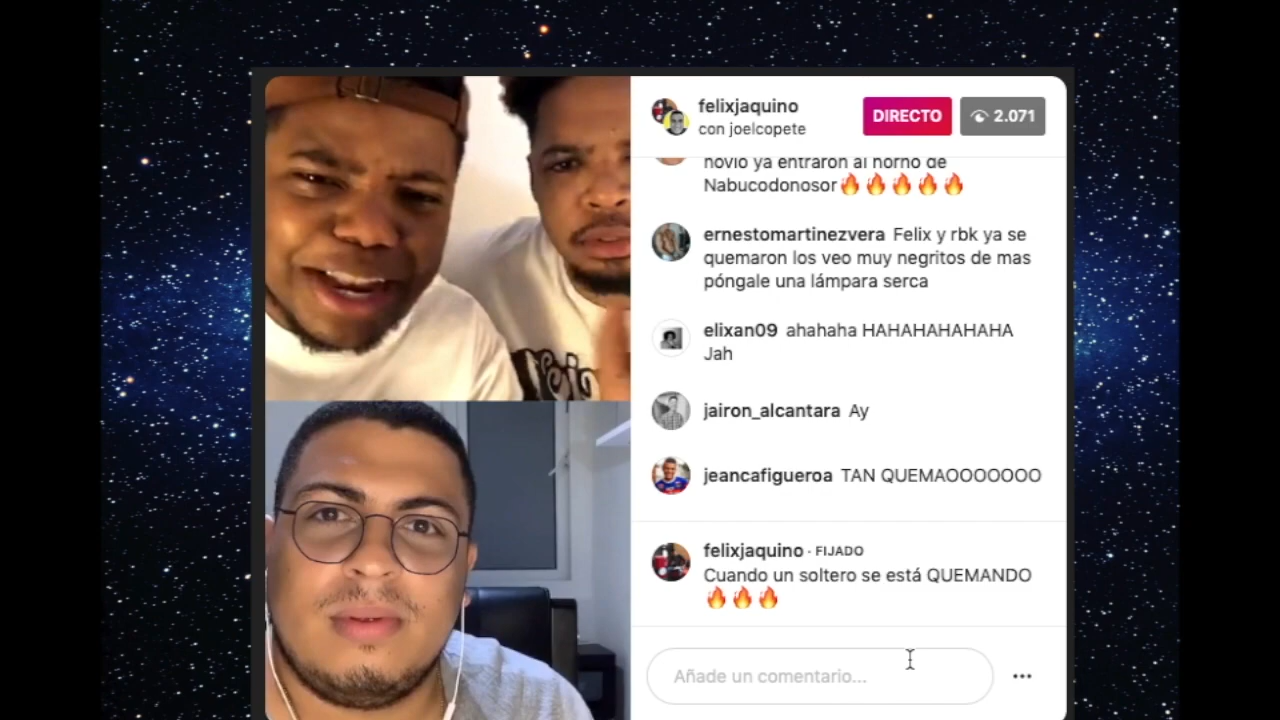 felixjaquino
con joelcopete
DIRECTO
2.071
novio ya entraron al horno de
Nabucodonosor🔥🔥🔥🔥🔥
ernestomartinezvera Felix y rbk ya se
quemaron los veo muy negritos de mas
póngale una lámpara serca
elixan09 ahahaha HAHAHAHAHAHA
Jah
jairon_alcantara Ay
jeancafigueroa TAN QUEMAOOOOOOO
felixjaquino · FIJADO
Cuando un soltero se está QUEMANDO
🔥🔥🔥
Añade un comentario...